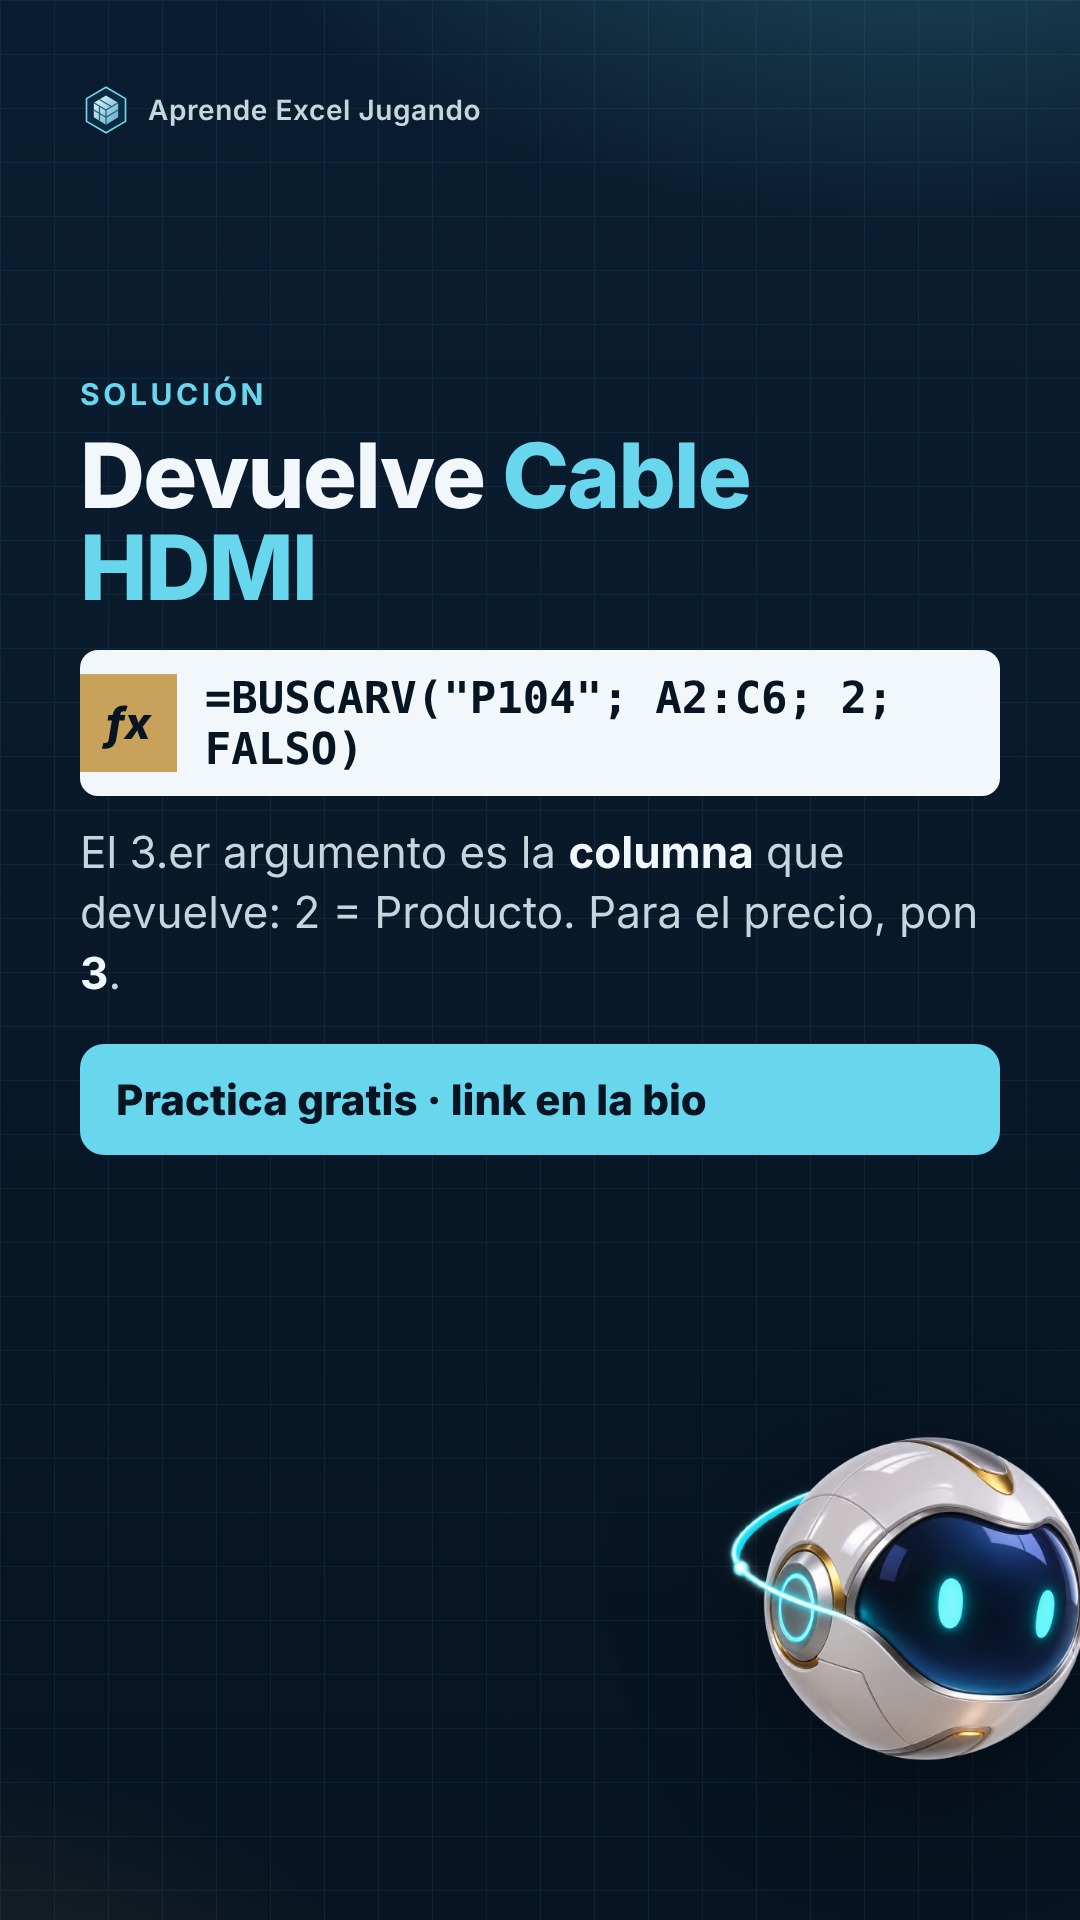 Aprende Excel Jugando
SOLUCIÓN
Devuelve Cable
HDMI
fx
=BUSCARV("P104"; A2:C6; 2;
FALSO)
El 3.er argumento es la columna que
devuelve: 2 = Producto. Para el precio, pon
3.
Practica gratis · link en la bio